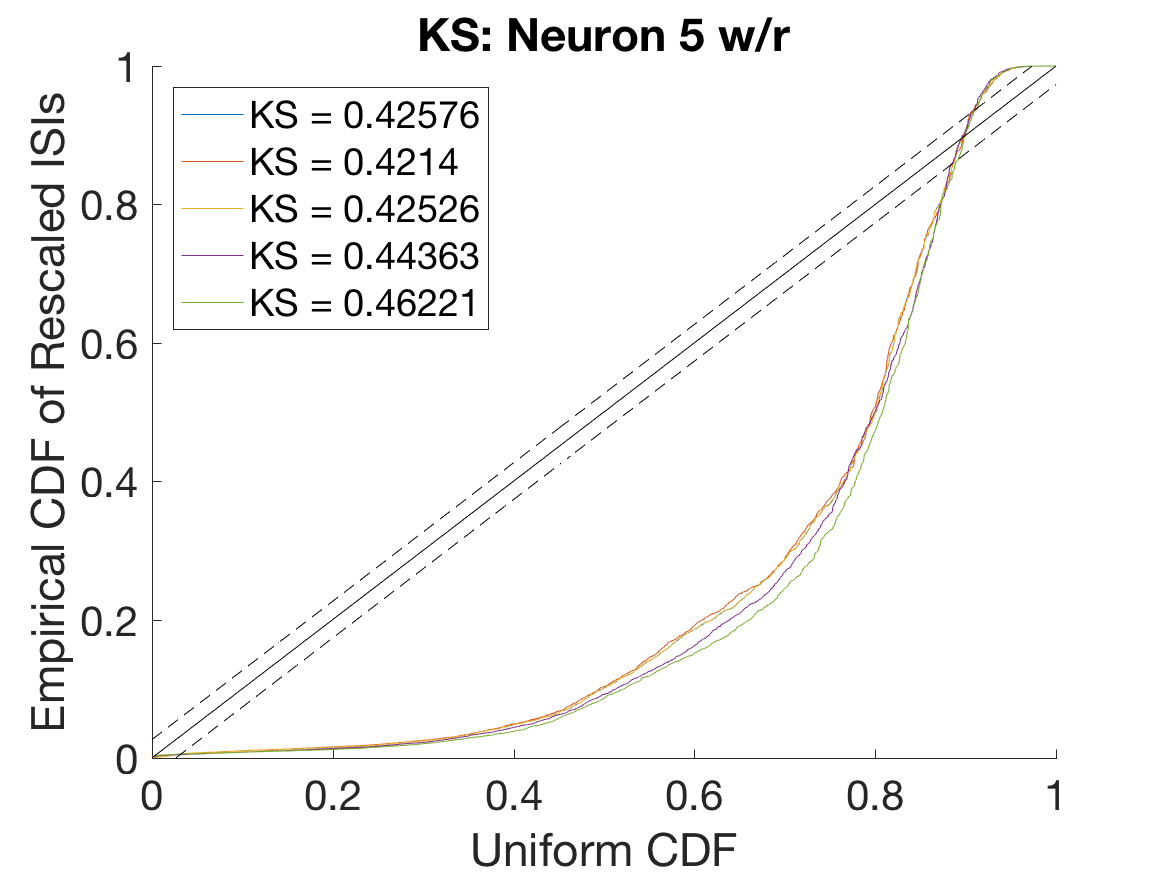 KS: Neuron 5 w/r
KS = 0.42576
KS = 0.4214
KS = 0.42526
KS = 0.44363
KS = 0.46221
Empirical CDF of Rescaled ISIs
1
0.8
0.6
0.4
0.2
0
0 0.2 0.4 0.6 0.8 1
Uniform CDF